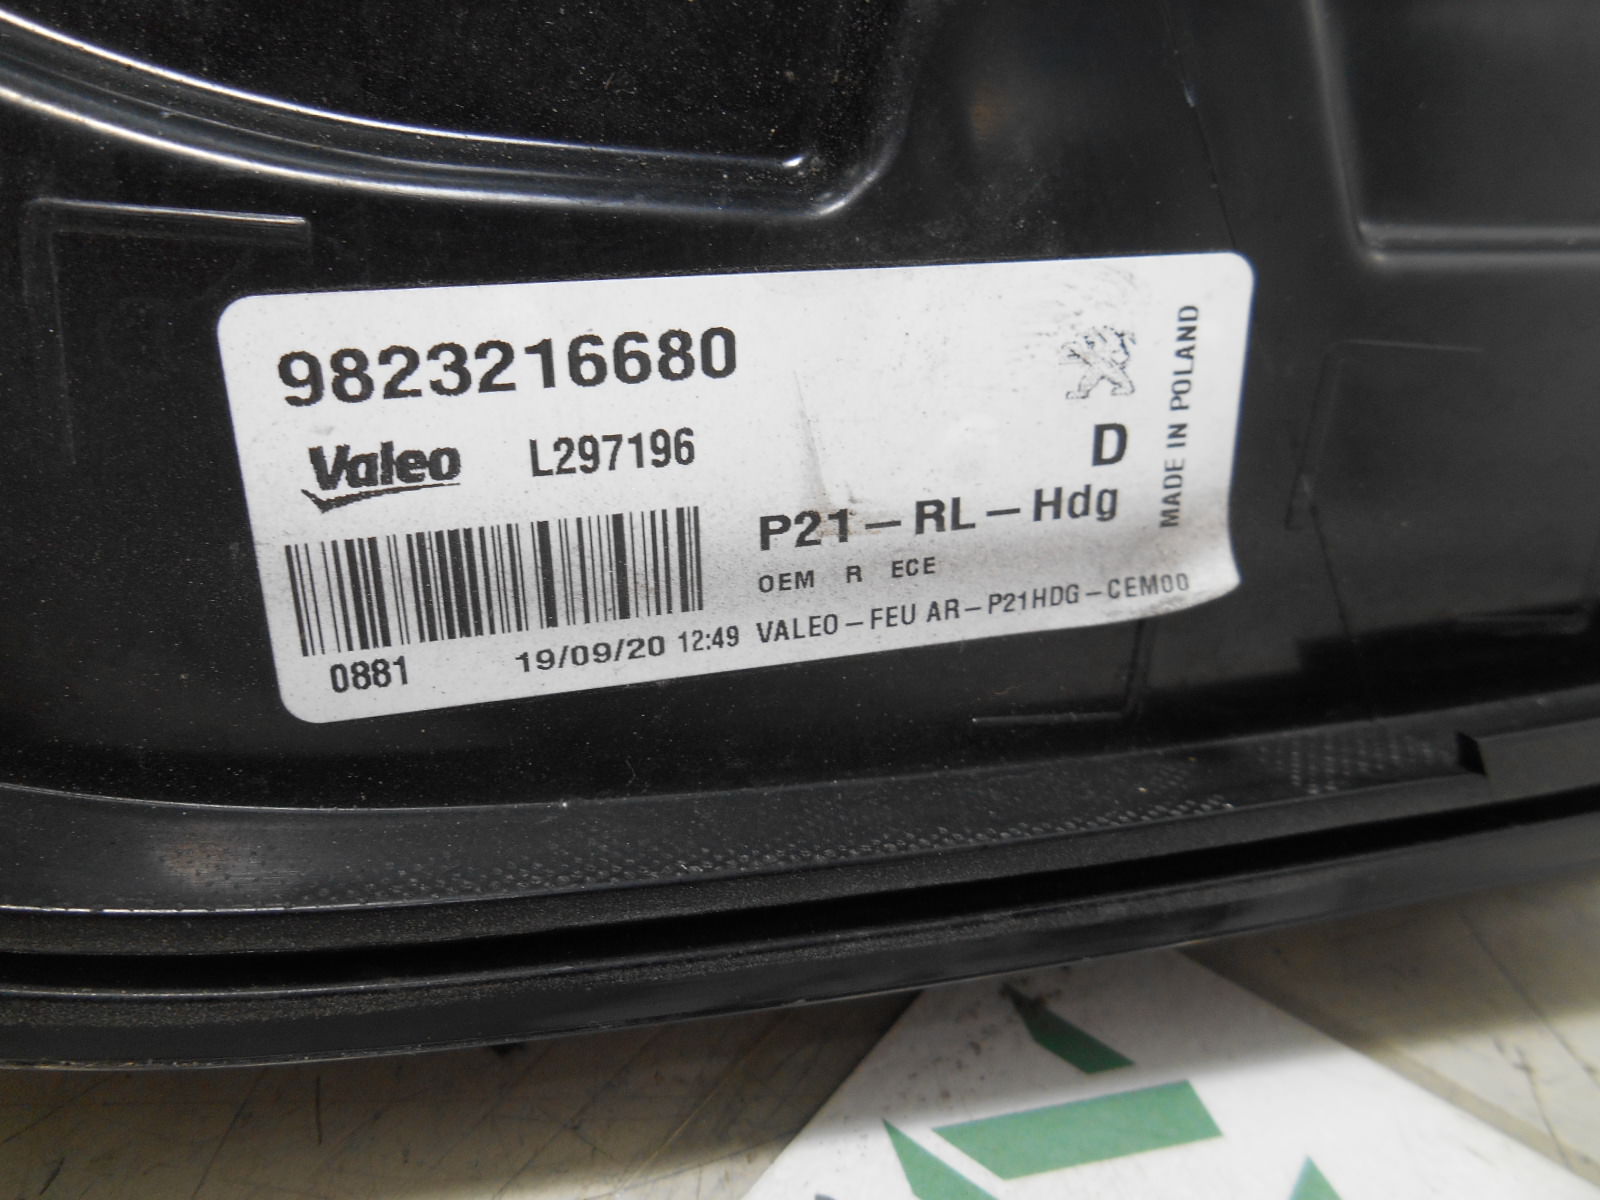 9823216680
MADE IN POLAND
Valeo L297196
D
P21-RL-Hdg
OEM R ECE
0881 19/09/20 12:49 VALEO-FEU AR-P21HDG-CEM00